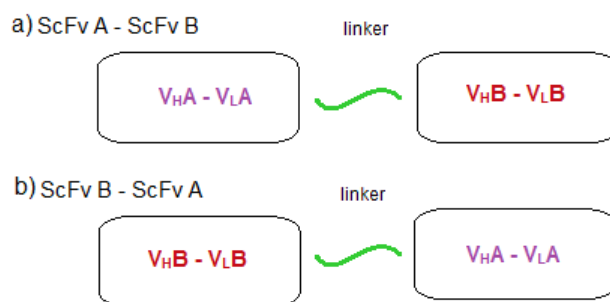 a) ScFv A - ScFv B
linker
VHA - VLA
VHB - VLB
b) ScFv B - ScFv A
linker
VHB - VLB
VHA - VLA